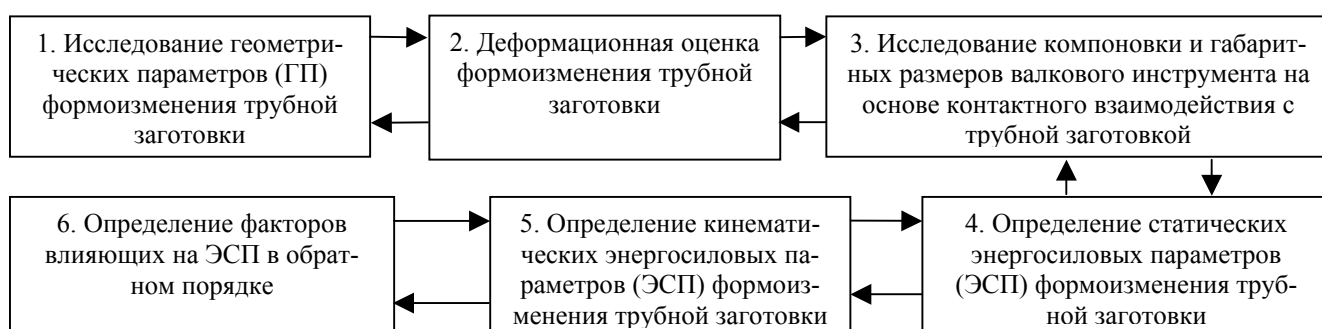 1. Исследование геометри-
ческих параметров (ГП)
формоизменения трубной
заготовки
2. Деформационная оценка
формоизменения трубной
заготовки
3. Исследование компоновки и габарит-
ных размеров валкового инструмента на
основе контактного взаимодействия с
трубной заготовкой
6. Определение факторов
влияющих на ЭСП в обрат-
ном порядке
5. Определение кинемати-
ческих энергосиловых па-
раметров (ЭСП) формоиз-
менения трубной заготовки
4. Определение статических
энергосиловых параметров
(ЭСП) формоизменения труб-
ной заготовки